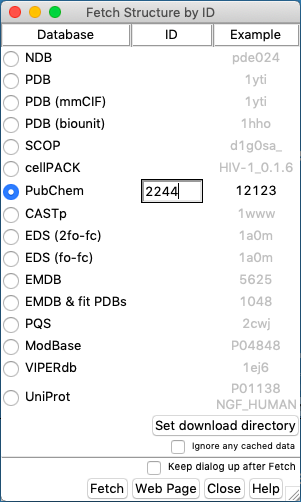 Fetch Structure by ID
Database ID Example
NDB pde024
PDB 1yti
PDB (mmCIF) 1yti
PDB (biounit) 1hho
SCOP d1g0sa_
cellPACK HIV-1_0.1.6
PubChem 2244 12123
CASTp 1www
EDS (2fo-fc) 1a0m
EDS (fo-fc) 1a0m
EMDB 5625
EMDB & fit PDBs 1048
PQS 2cwj
ModBase P04848
VIPERdb 1ej6
UniProt P01138
NGF_HUMAN
Set download directory
Ignore any cached data
Keep dialog up after Fetch
Fetch Web Page Close Help